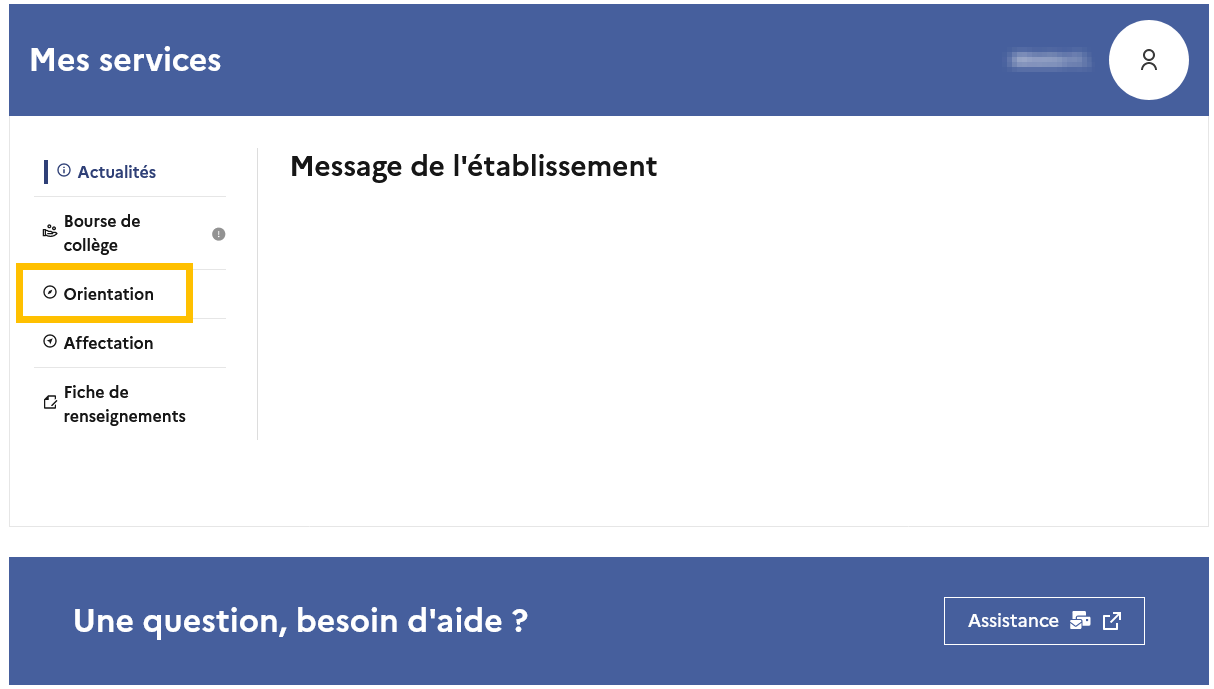 Mes services
Actualités
Bourse de
collège
Orientation
Affectation
Fiche de
renseignements
Message de l'établissement
Une question, besoin d'aide ?
Assistance